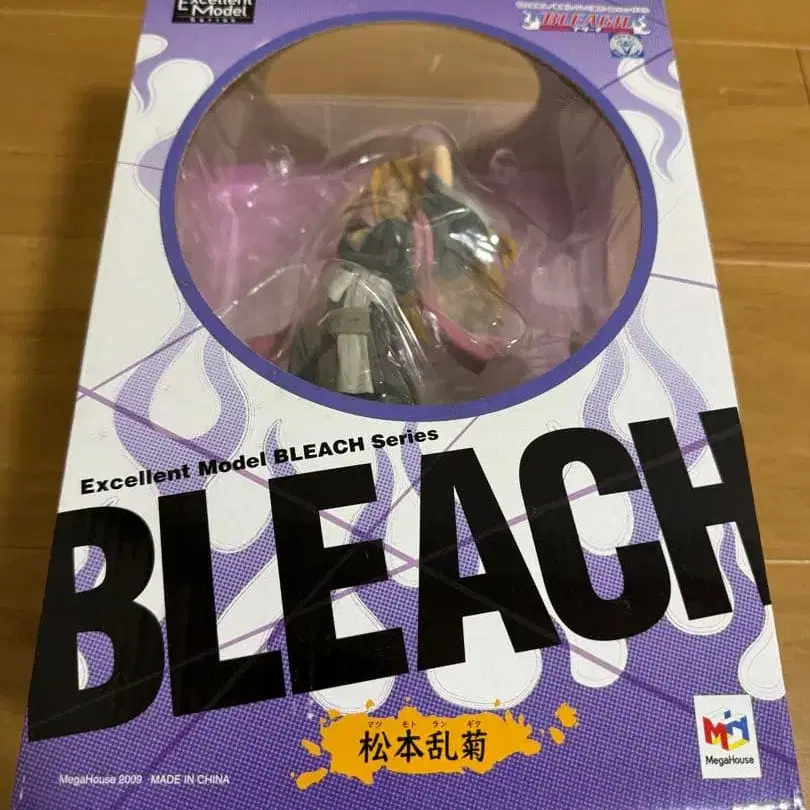 Excellent
Model
Series
BLEACH
Excellent Model BLEACH Series
BLEACH
マツ モト ラン ギク
松本乱菊
MegaHouse
MegaHouse 2009 MADE IN CHINA